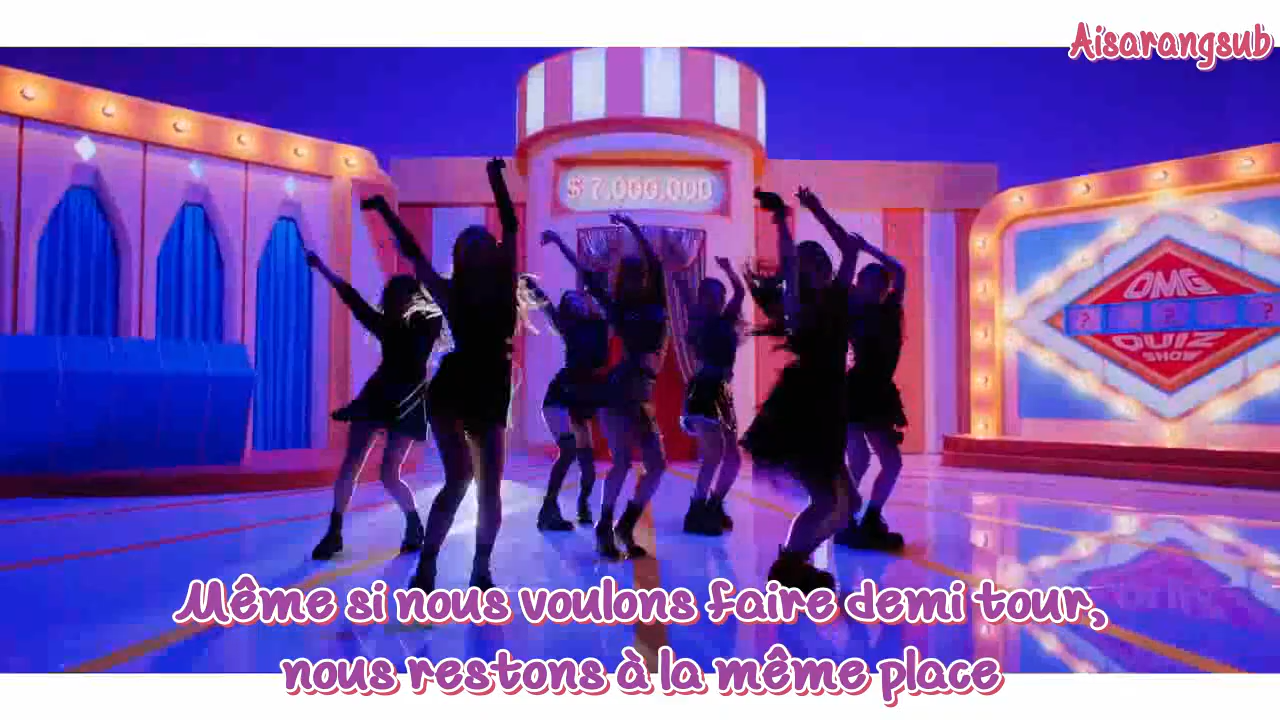 Aisarangsub
$ 7,000,000
OMG
? ? ?
QUIZ
SHOW
?
Même si nous voulons faire demi tour,
nous restons à la même place